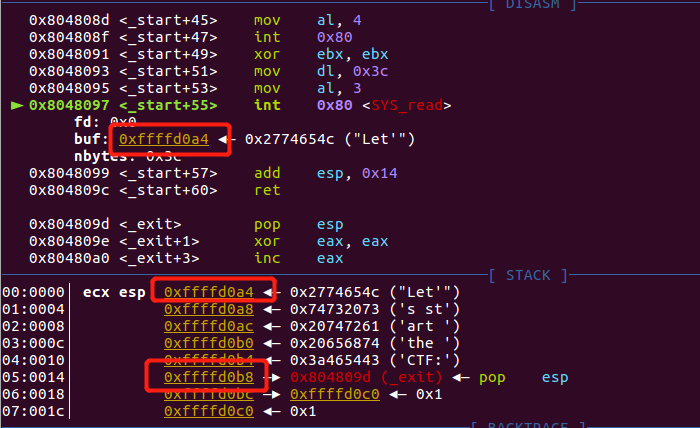 [ DISASM ]
0x804808d <_start+45> mov al, 4
0x804808f <_start+47> int 0x80
0x8048091 <_start+49> xor ebx, ebx
0x8048093 <_start+51> mov dl, 0x3c
0x8048095 <_start+53> mov al, 3
► 0x8048097 <_start+55> int 0x80 <SYS_read>
fd: 0x0
buf: 0xffffd0a4 ◄— 0x2774654c ("Let'")
nbytes: 0x3c
0x8048099 <_start+57> add esp, 0x14
0x804809c <_start+60> ret
0x804809d <_exit> pop esp
0x804809e <_exit+1> xor eax, eax
0x80480a0 <_exit+3> inc eax
[ STACK ]
00:0000│ ecx esp 0xffffd0a4 ◄— 0x2774654c ("Let'")
01:0004│ 0xffffd0a8 ◄— 0x74732073 ('s st')
02:0008│ 0xffffd0ac ◄— 0x20747261 ('art ')
03:000c│ 0xffffd0b0 ◄— 0x20656874 ('the ')
04:0010│ 0xffffd0b4 ◄— 0x3a465443 ('CTF:')
05:0014│ 0xffffd0b8 —► 0x804809d (_exit) ◄— pop esp
06:0018│ 0xffffd0bc —► 0xffffd0c0 ◄— 0x1
07:001c│ 0xffffd0c0 ◄— 0x1
[ BACKTRACE ]